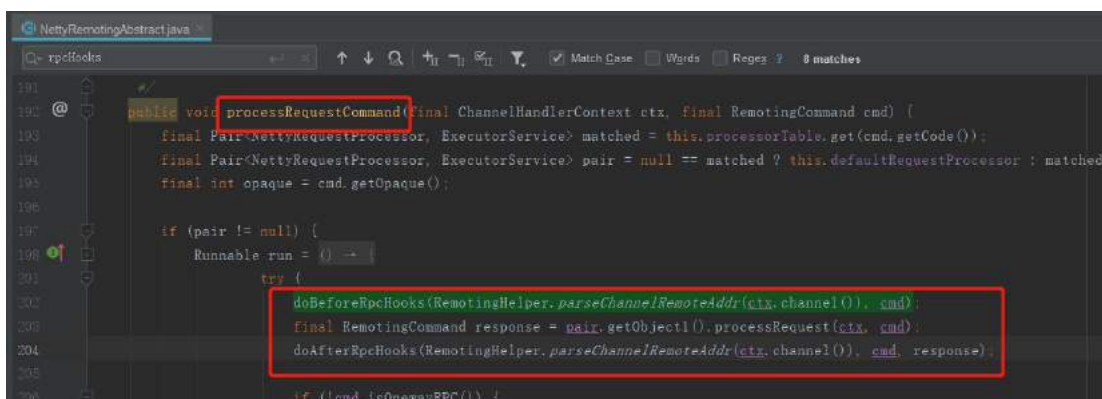 NettyRemotingAbstract.java
rpcHooks Match Case Words Regex ? 8 matches
191 */
192 @ public void processRequestCommand(final ChannelHandlerContext ctx, final RemotingCommand cmd) {
193 final Pair<NettyRequestProcessor, ExecutorService> matched = this.processorTable.get(cmd.getCode());
194 final Pair<NettyRequestProcessor, ExecutorService> pair = null == matched ? this.defaultRequestProcessor : matched
195 final int opaque = cmd.getOpaque();
196
197 if (pair != null) {
198 Runnable run = () → {
201 try {
202 doBeforeRpcHooks(RemotingHelper.parseChannelRemoteAddr(ctx.channel()), cmd);
203 final RemotingCommand response = pair.getObject1().processRequest(ctx, cmd);
204 doAfterRpcHooks(RemotingHelper.parseChannelRemoteAddr(ctx.channel()), cmd, response);
205
206 if (!cmd.isOnewayRPC()) {